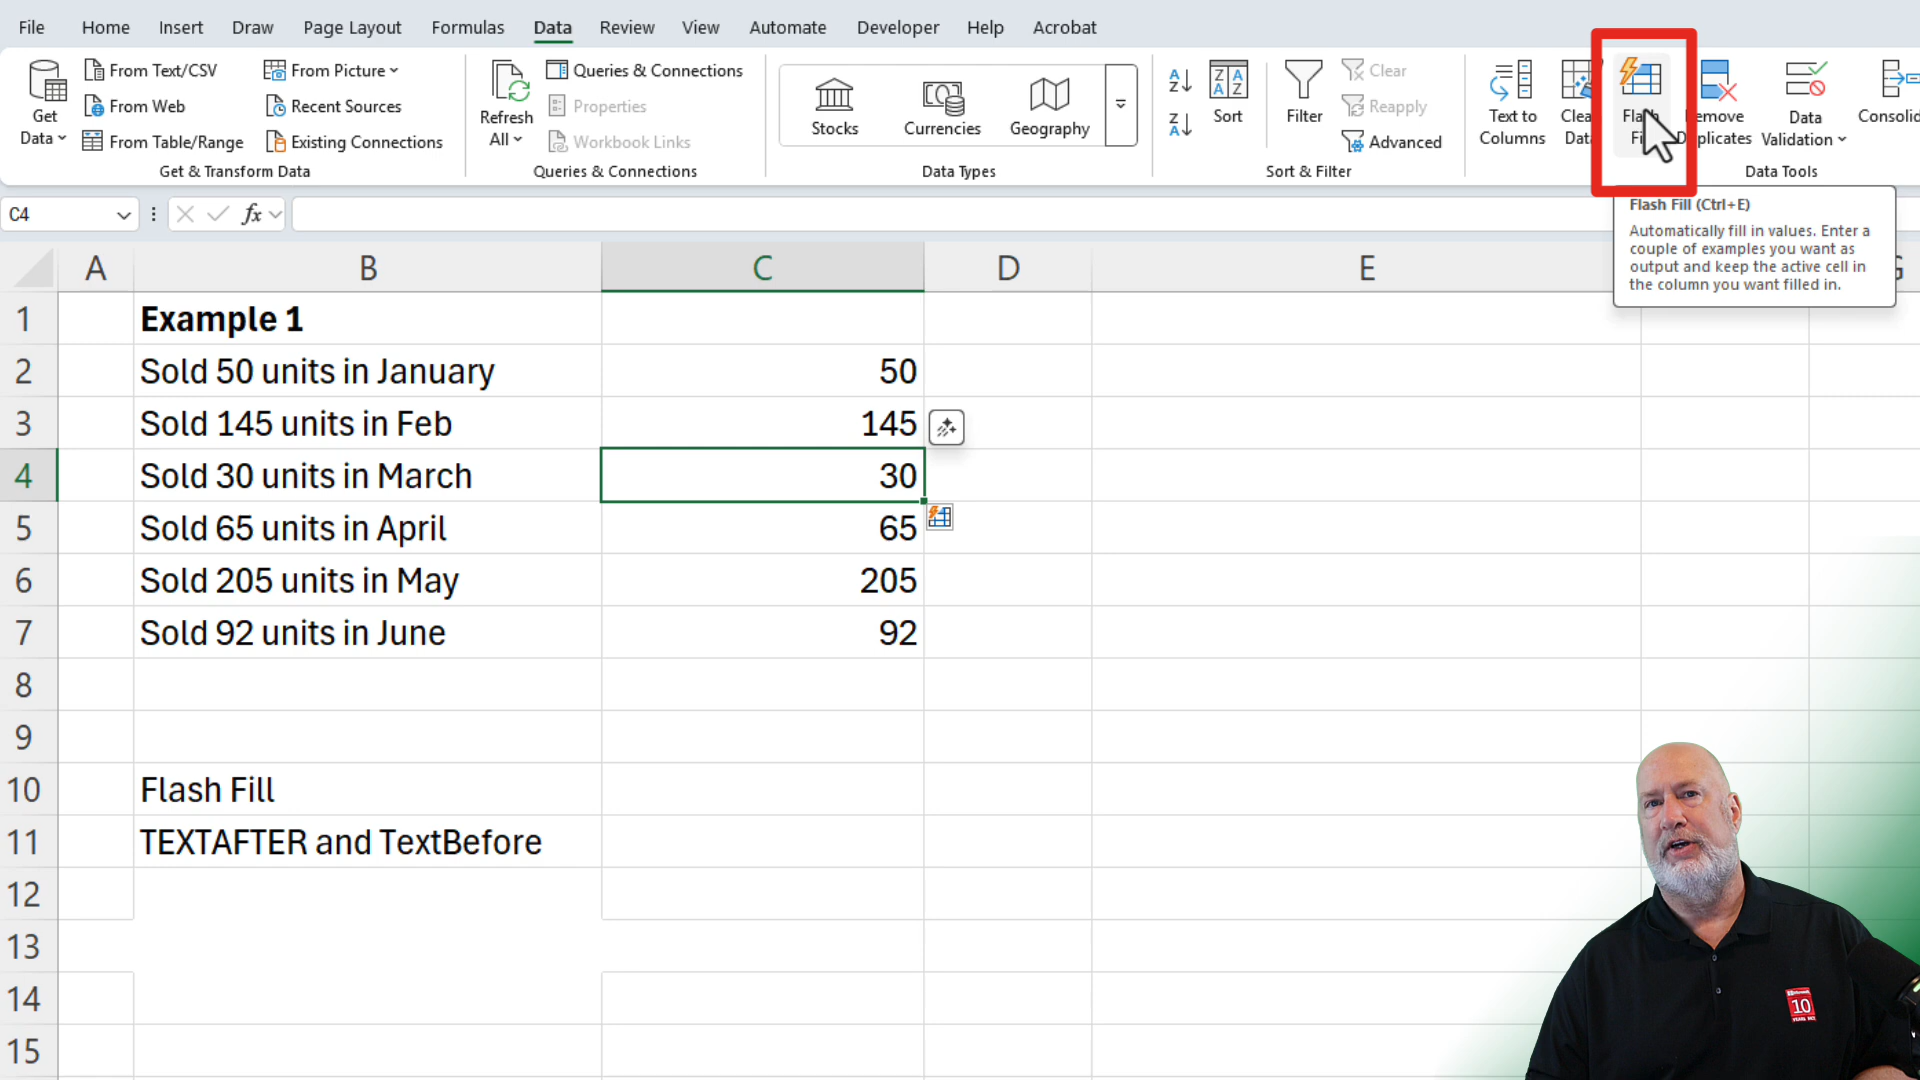 File Home Insert Draw Page Layout Formulas Data Review View Automate Developer Help Acrobat
Get Data
From Text/CSV
From Web
From Table/Range
From Picture
Recent Sources
Existing Connections
Get & Transform Data
Refresh All
Queries & Connections
Properties
Workbook Links
Queries & Connections
Stocks
Currencies
Geography
Data Types
Sort
Filter
Clear
Reapply
Advanced
Sort & Filter
Text to Columns
Data Validation
Data Tools
C4
fx
Flash Fill (Ctrl+E)
Automatically fill in values. Enter a
couple of examples you want as
output and keep the active cell in
the column you want filled in.
A B C D E G
1 Example 1
2 Sold 50 units in January 50
3 Sold 145 units in Feb 145
4 Sold 30 units in March 30
5 Sold 65 units in April 65
6 Sold 205 units in May 205
7 Sold 92 units in June 92
8
9
10 Flash Fill
11 TEXTAFTER and TextBefore
12
13
14
15
10